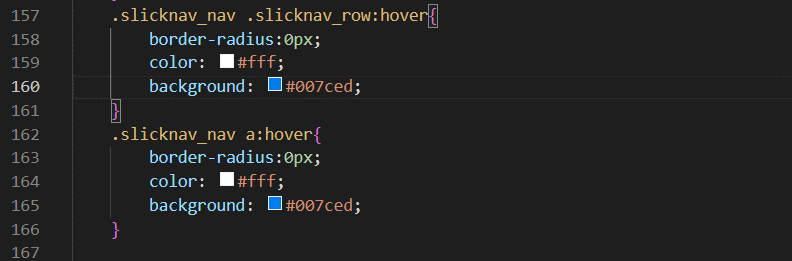 157 .slicknav_nav .slicknav_row:hover{
158 border-radius:0px;
159 color: #fff;
160 background: #007ced;
161 }
162 .slicknav_nav a:hover{
163 border-radius:0px;
164 color: #fff;
165 background: #007ced;
166 }
167